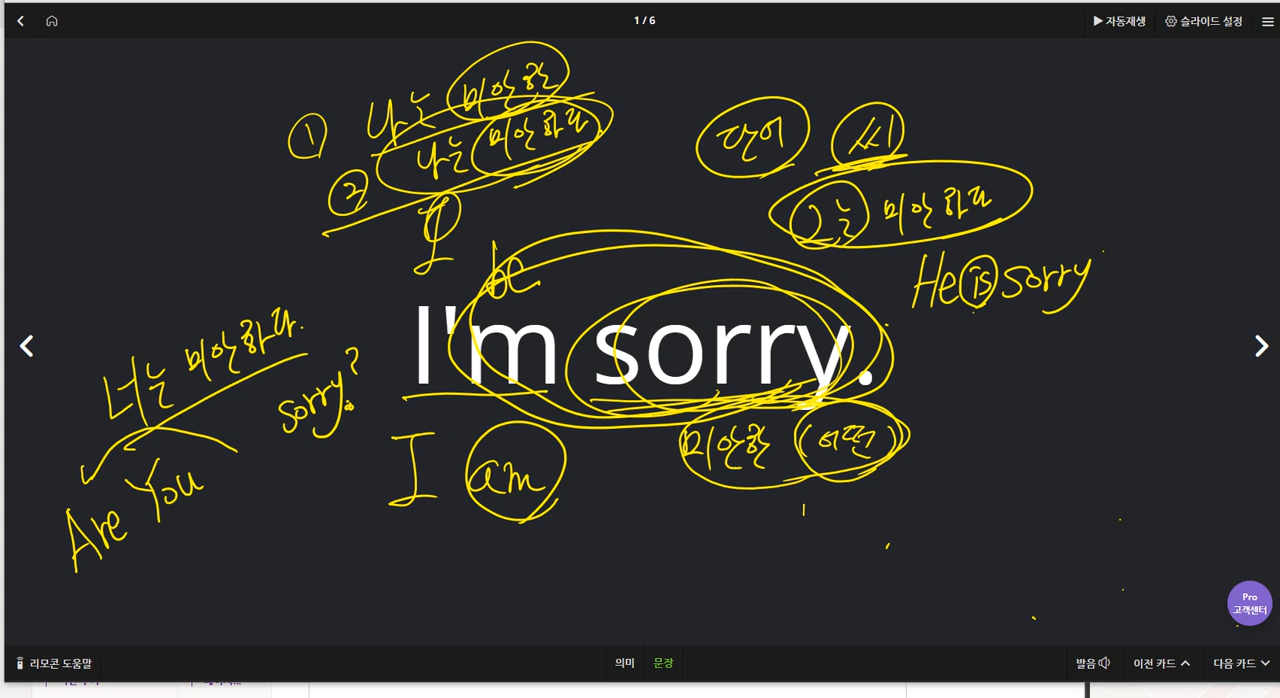 1 / 6
▶ 자동재생
슬라이드 설정
① 나는 미안한
② 나는 미안하다
I
단어 씨
그는 미안하다
He is sorry
be
I'm sorry.
너는 미안하다.
sorry?
Are You
I am
미안한 (어떤)
Pro
고객센터
리모콘 도움말
의미
문장
발음
이전 카드
다음 카드